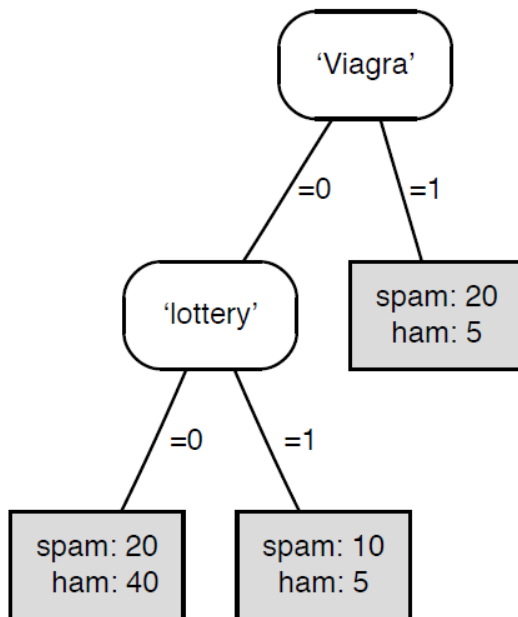 ‘Viagra’
=0
=1
‘lottery’
spam: 20
ham: 5
=0
=1
spam: 20
ham: 40
spam: 10
ham: 5